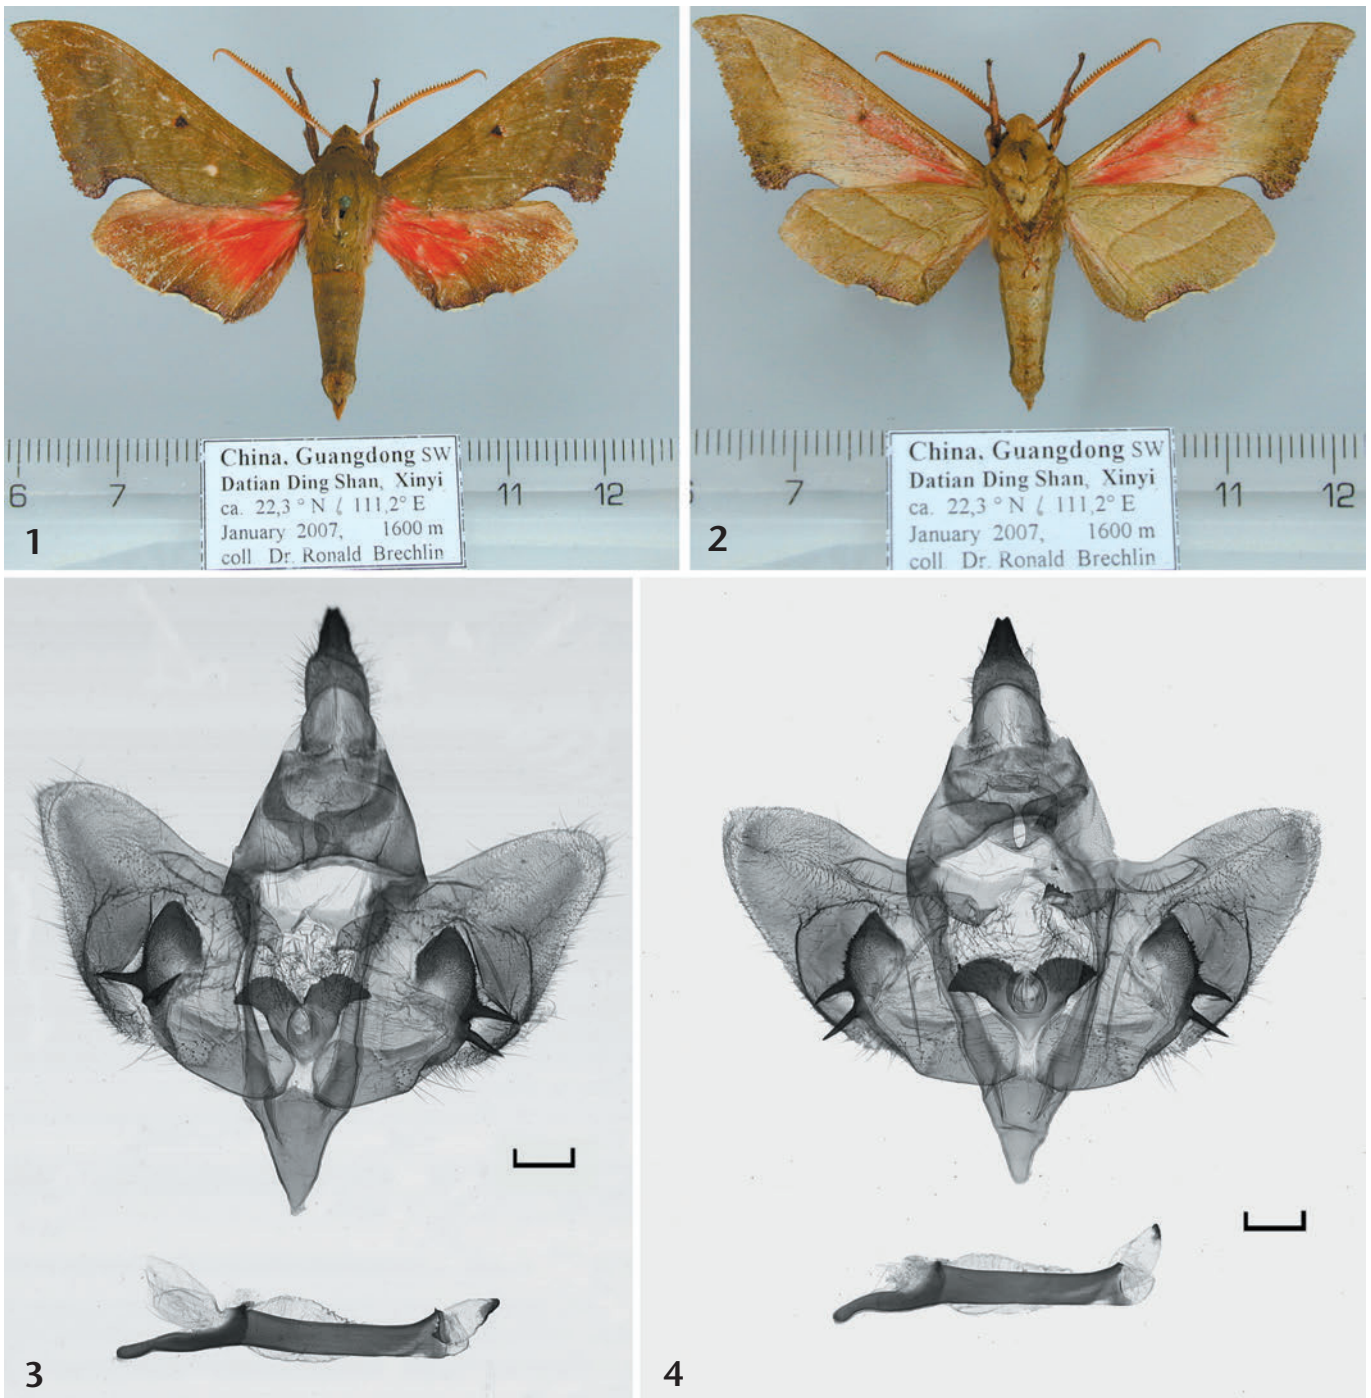 6 7 11 12
China, Guangdong SW
Datian Ding Shan, Xinyi
ca. 22,3 ° N / 111,2° E
January 2007, 1600 m
coll. Dr. Ronald Brechlin
1
7 11 12
China, Guangdong SW
Datian Ding Shan, Xinyi
ca. 22,3 ° N / 111,2° E
January 2007, 1600 m
coll. Dr. Ronald Brechlin
2
3
4